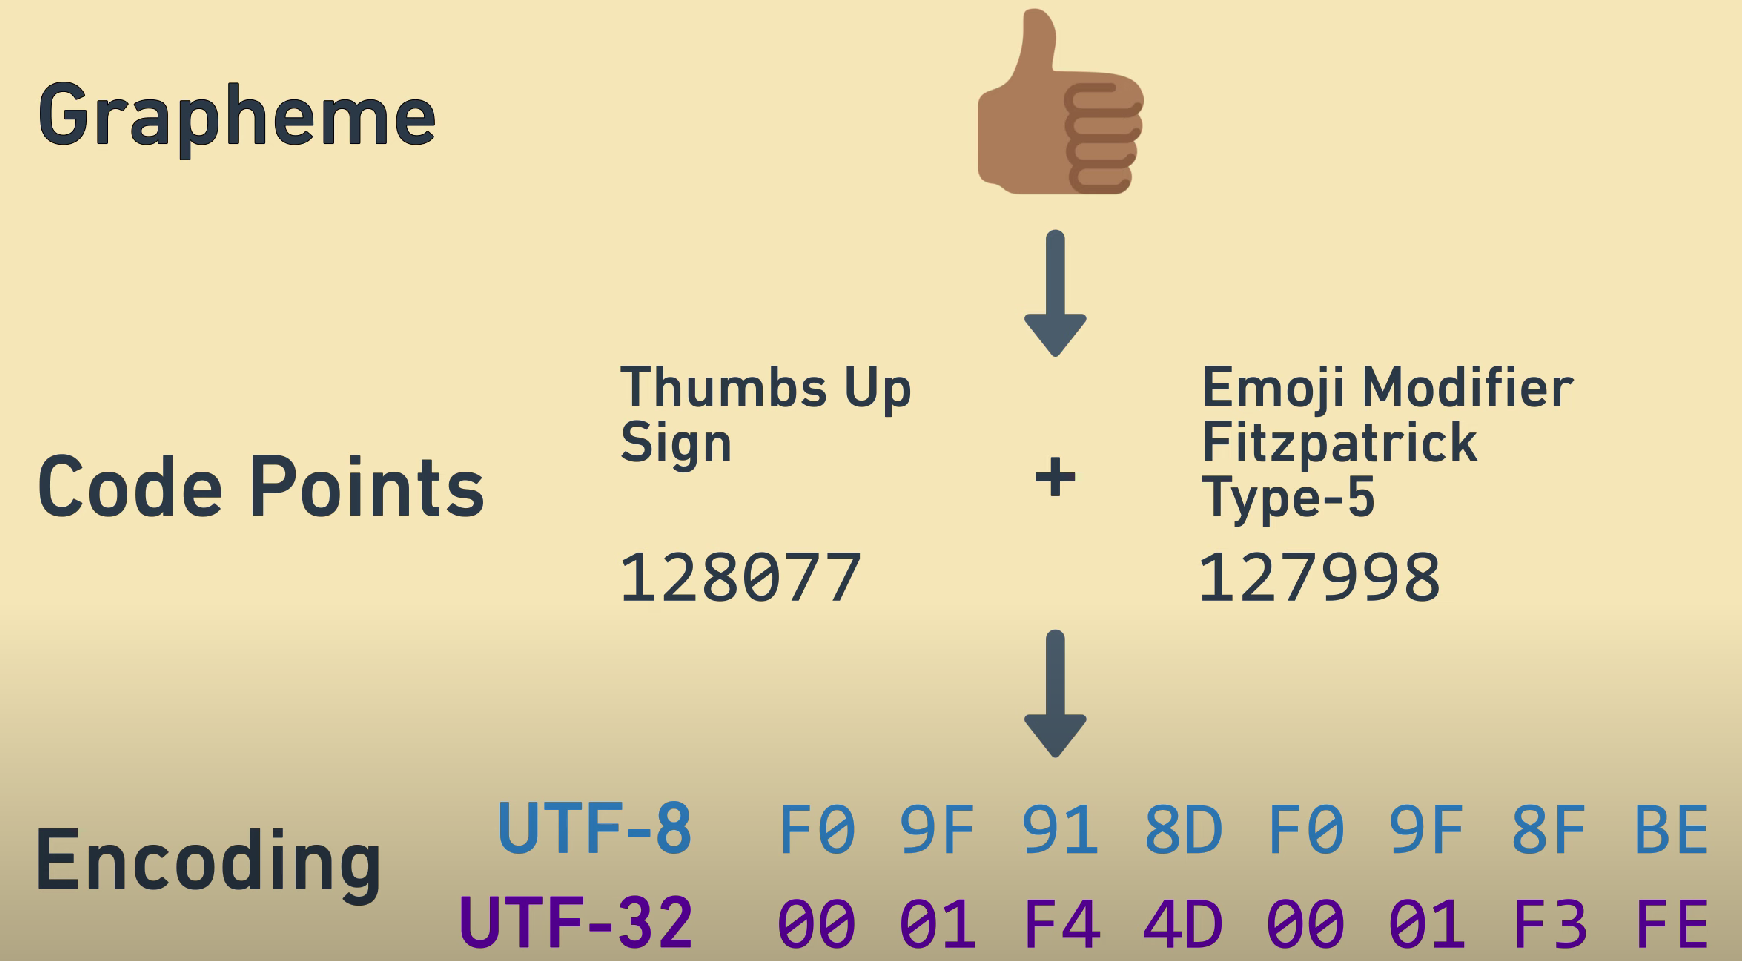 Grapheme
Thumbs Up
Sign
Emoji Modifier
Fitzpatrick
Type-5
Code Points
+
128077
127998
Encoding
UTF-8 F0 9F 91 8D F0 9F 8F BE
UTF-32 00 01 F4 4D 00 01 F3 FE